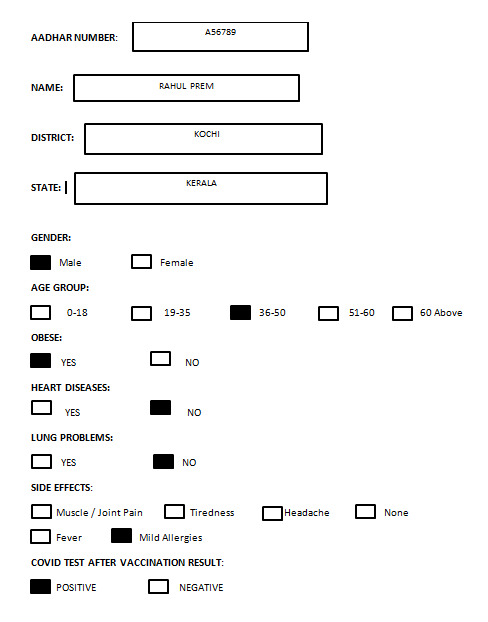 AADHAR NUMBER: A56789
NAME: RAHUL PREM
DISTRICT: KOCHI
STATE: KERALA
GENDER:
Male Female
AGE GROUP:
0-18 19-35 36-50 51-60 60 Above
OBESE:
YES NO
HEART DISEASES:
YES NO
LUNG PROBLEMS:
YES NO
SIDE EFFECTS:
Muscle / Joint Pain Tiredness Headache None
Fever Mild Allergies
COVID TEST AFTER VACCINATION RESULT:
POSITIVE NEGATIVE